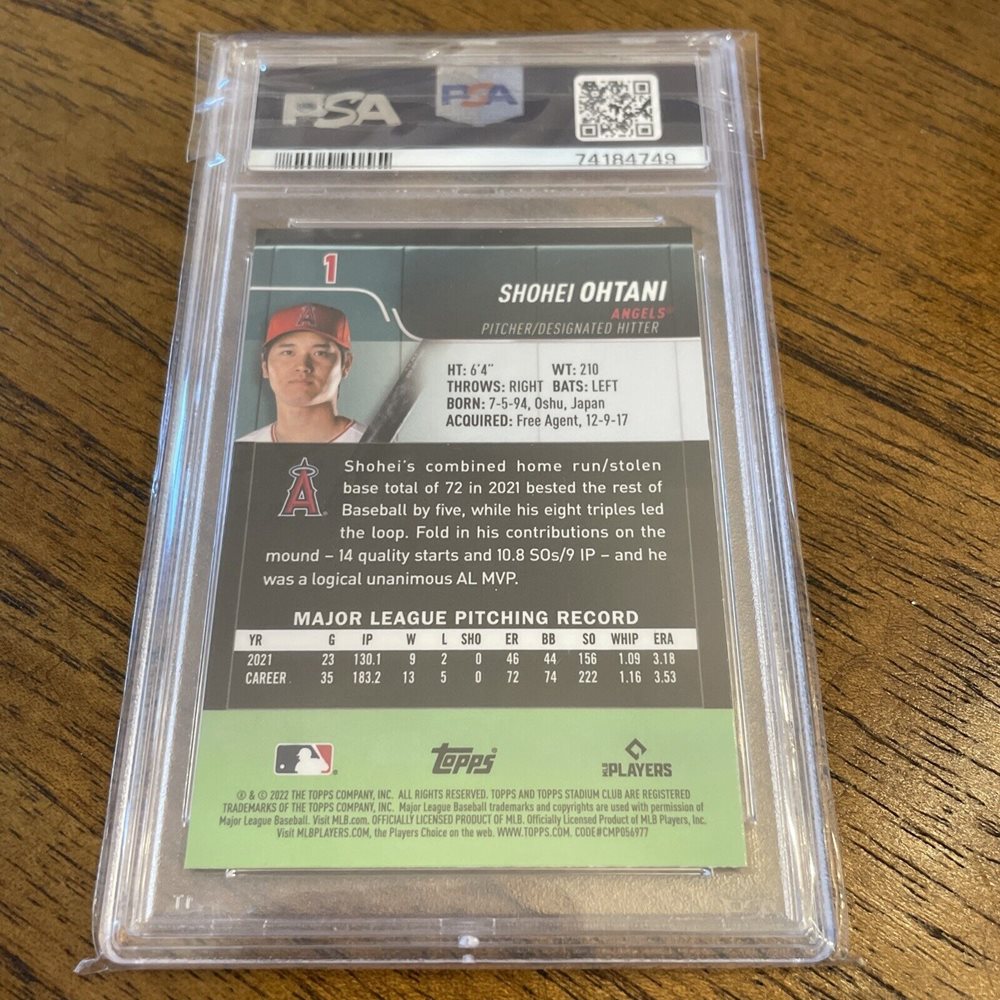 PSA
PSA
74184749
1
SHOHEI OHTANI
ANGELS
PITCHER/DESIGNATED HITTER
HT: 6'4" WT: 210
THROWS: RIGHT BATS: LEFT
BORN: 7-5-94, Oshu, Japan
ACQUIRED: Free Agent, 12-9-17
Shohei's combined home run/stolen
base total of 72 in 2021 bested the rest of
Baseball by five, while his eight triples led
the loop. Fold in his contributions on the
mound – 14 quality starts and 10.8 SOs/9 IP – and he
was a logical unanimous AL MVP.
MAJOR LEAGUE PITCHING RECORD
YR G IP W L SHO ER BB SO WHIP ERA
2021 23 130.1 9 2 0 46 44 156 1.09 3.18
CAREER 35 183.2 13 5 0 72 74 222 1.16 3.53
topps
PLAYERS
® & © 2022 THE TOPPS COMPANY, INC. ALL RIGHTS RESERVED. TOPPS AND TOPPS STADIUM CLUB ARE REGISTERED
TRADEMARKS OF THE TOPPS COMPANY, INC. Major League Baseball trademarks and copyrights are used with permission of
Major League Baseball. Visit MLB.com. OFFICIALLY LICENSED PRODUCT OF MLB. Officially Licensed Product of MLB Players, Inc.
Visit MLBPLAYERS.COM, the Players Choice on the web. WWW.TOPPS.COM. CODE#CMP056977